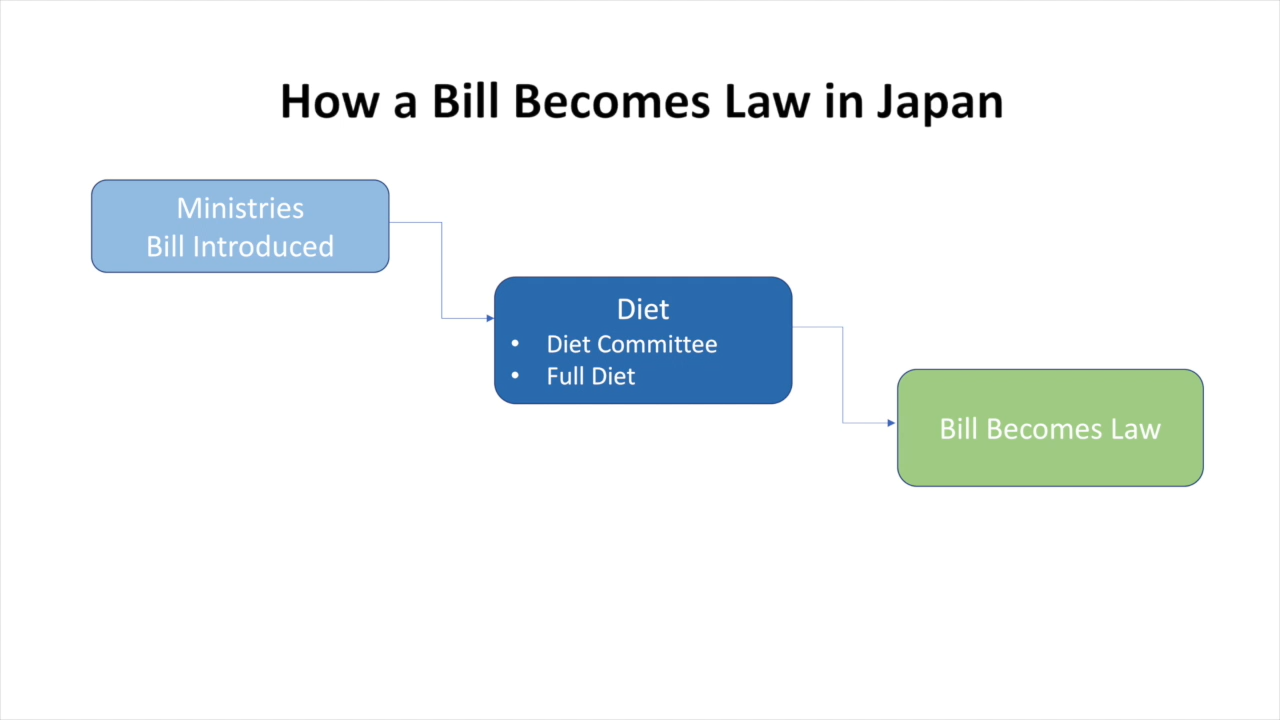 How a Bill Becomes Law in Japan
Ministries
Bill Introduced
Diet
• Diet Committee
• Full Diet
Bill Becomes Law